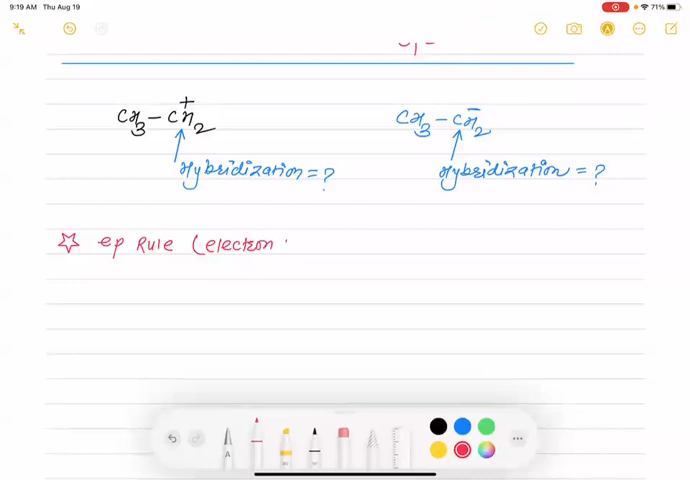 9:19 AM Thu Aug 19
71%
CH3 – CH2+ CH3 – CH2–
Hybridization = ? Hybridization = ?
☆ ep Rule (electron
A